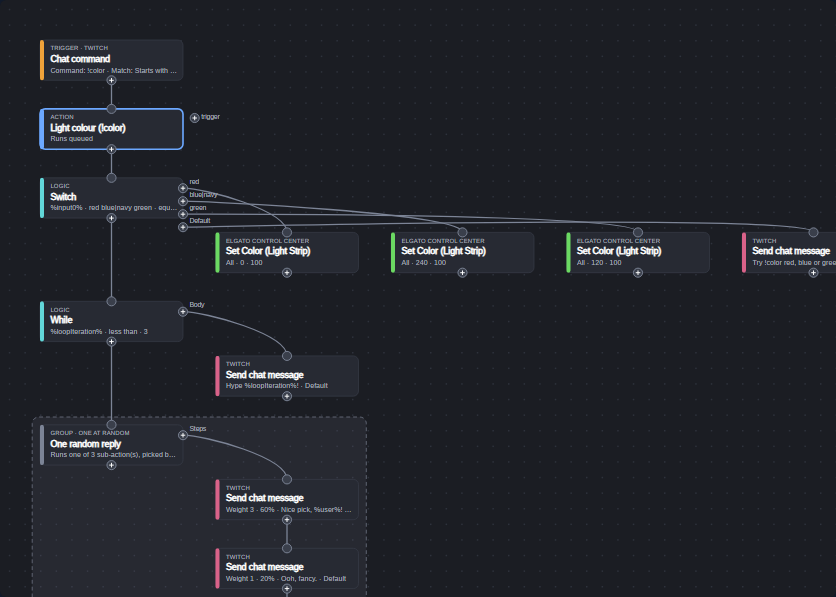 TRIGGER · TWITCH
Chat command
Command: !color · Match: Starts with …
ACTION
Light colour (!color)
Runs queued
trigger
LOGIC
Switch
%input0% · red blue|navy green · equ…
red
blue|navy
green
Default
ELGATO CONTROL CENTER
Set Color (Light Strip)
All · 0 · 100
ELGATO CONTROL CENTER
Set Color (Light Strip)
All · 240 · 100
ELGATO CONTROL CENTER
Set Color (Light Strip)
All · 120 · 100
TWITCH
Send chat message
Try !color red, blue or gree
LOGIC
While
%loopIteration% · less than · 3
Body
TWITCH
Send chat message
Hype %loopIteration%! · Default
GROUP · ONE AT RANDOM
One random reply
Runs one of 3 sub-action(s), picked b…
Steps
TWITCH
Send chat message
Weight 3 · 60% · Nice pick, %user%! …
TWITCH
Send chat message
Weight 1 · 20% · Ooh, fancy. · Default